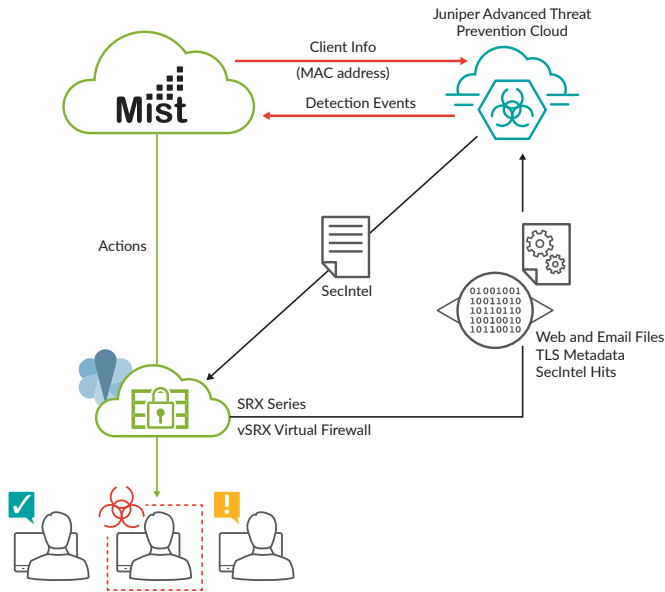 Juniper Advanced Threat
Prevention Cloud
Client Info
(MAC address)
Detection Events
Mist
Actions
SecIntel
01001001
10011010
10110110
10010010
10110010
Web and Email Files
TLS Metadata
SecIntel Hits
SRX Series
vSRX Virtual Firewall
!